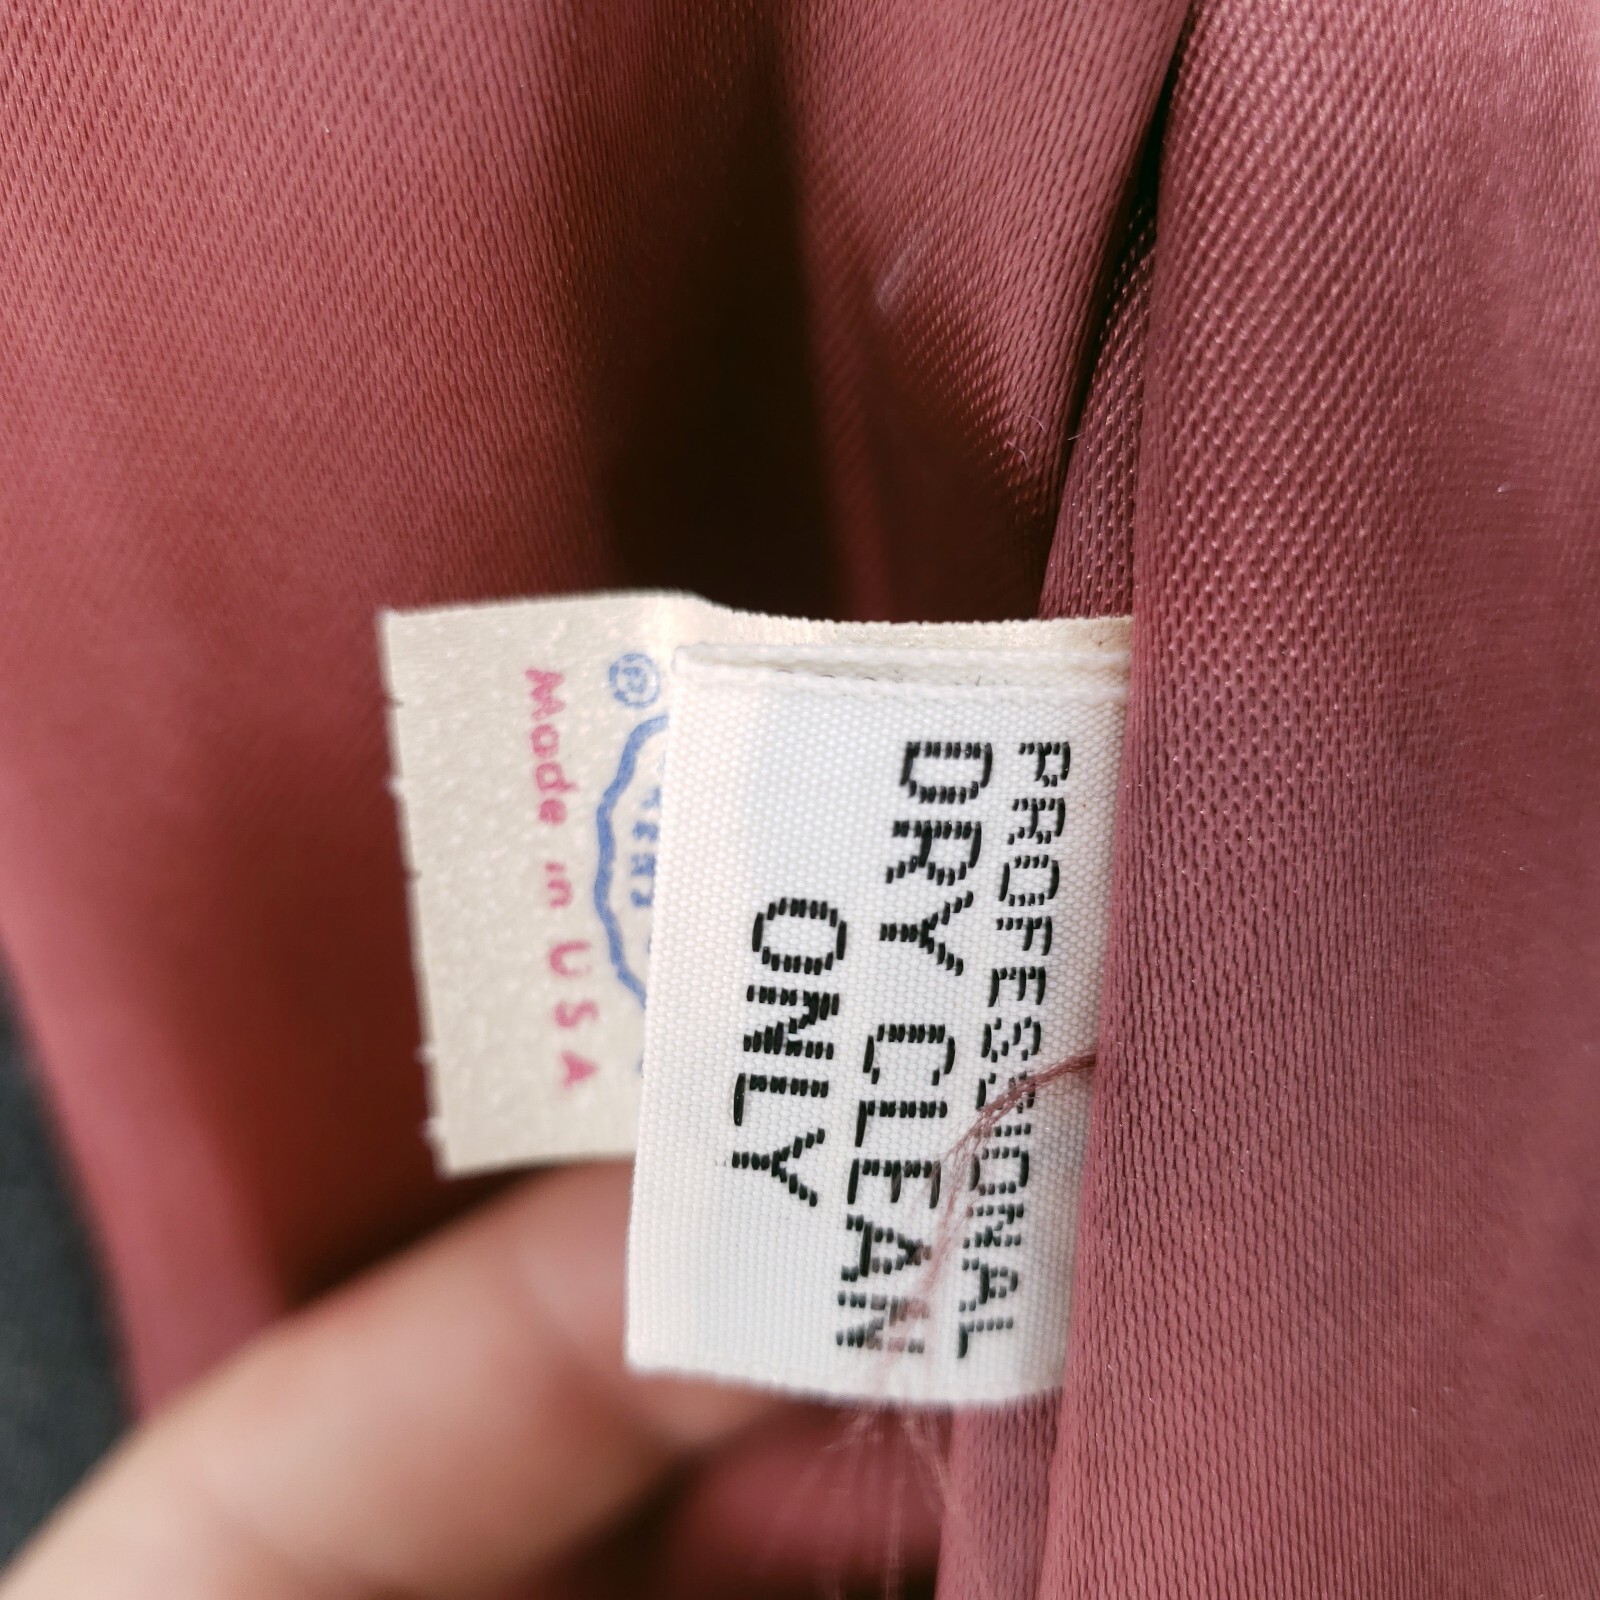 PROFESSIONAL
DRY CLEAN
ONLY
®
Made in USA